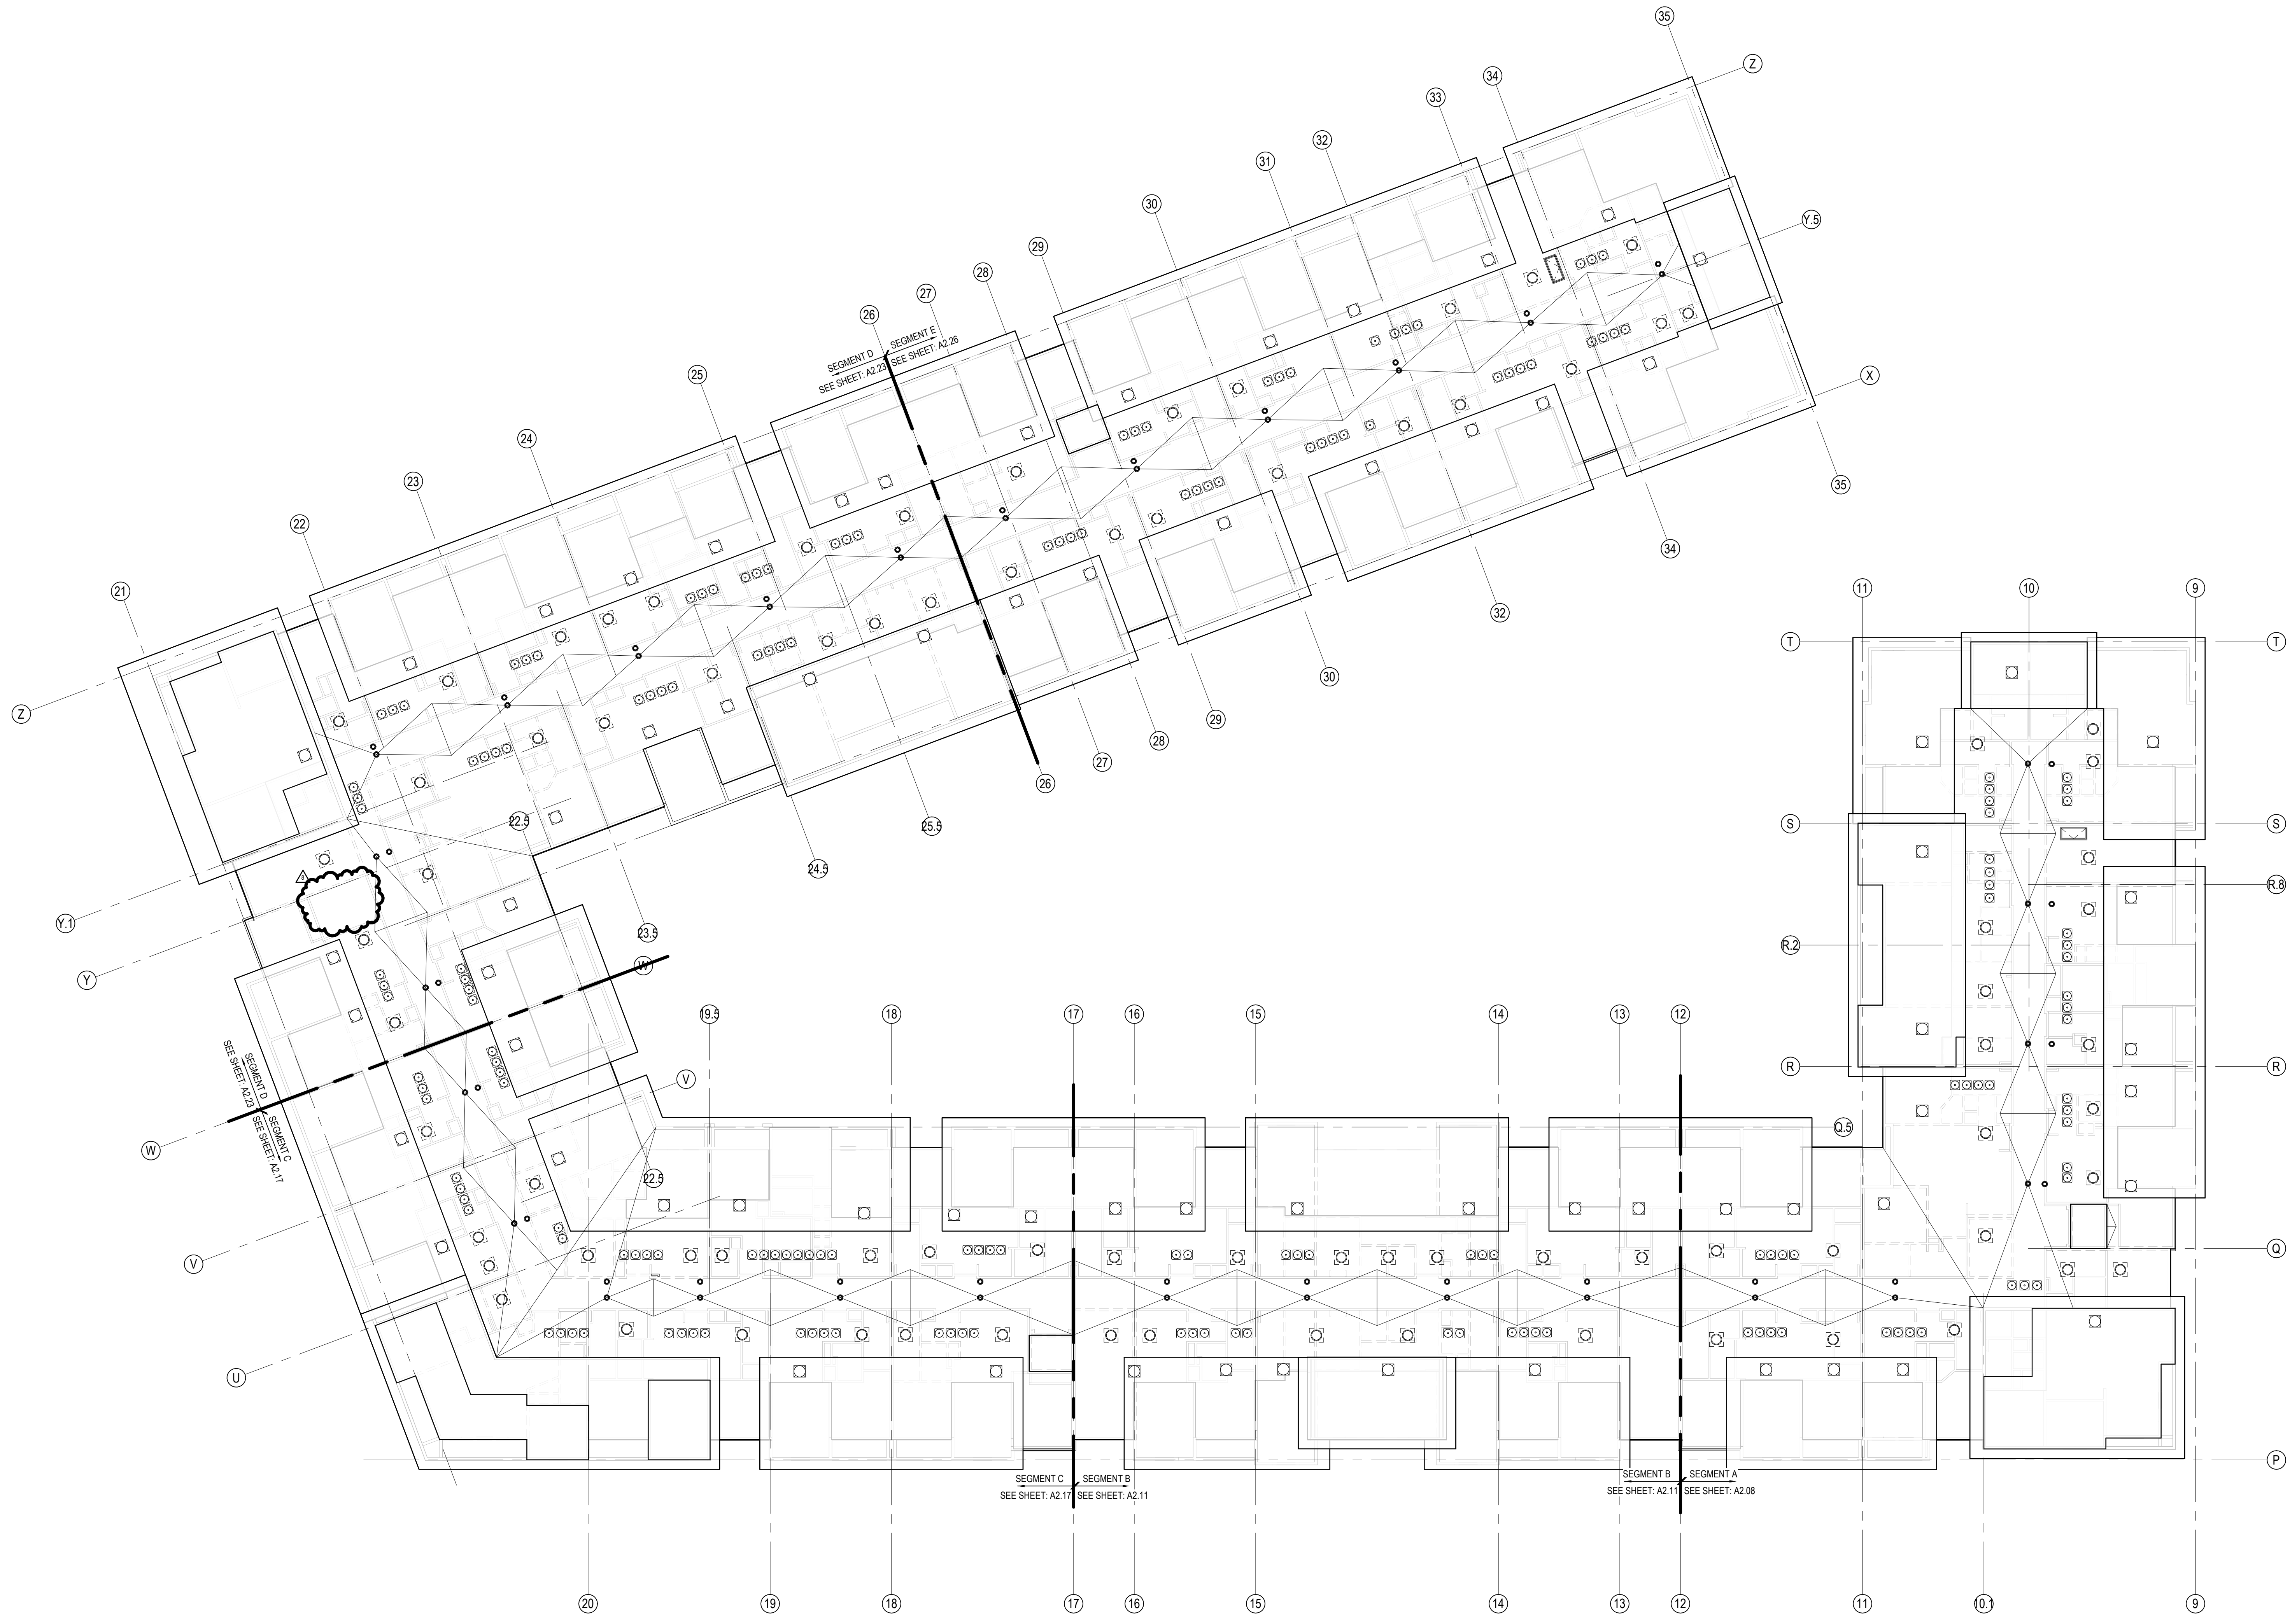 35
Z
34
33
32
31
30
Y.5
29
28
27
26
SEGMENT D
SEGMENT E
SEE SHEET: A2.23
SEE SHEET: A2.26
25
X
24
23
35
22
34
21
32
11
10
9
T
T
30
Z
29
28
27
26
22.5
S
S
25.5
24.5
R.8
Y.1
23.5
R.2
W
Y
19.5
18
17
16
15
14
13
12
SEGMENT D
SEE SHEET: A2.23
SEGMENT C
SEE SHEET: A2.17
R
R
V
Q.5
W
22.5
Q
V
U
P
SEGMENT C
SEGMENT B
SEE SHEET: A2.17
SEE SHEET: A2.11
SEGMENT B
SEGMENT A
SEE SHEET: A2.11
SEE SHEET: A2.08
20
19
18
17
16
15
14
13
12
11
10.1
9